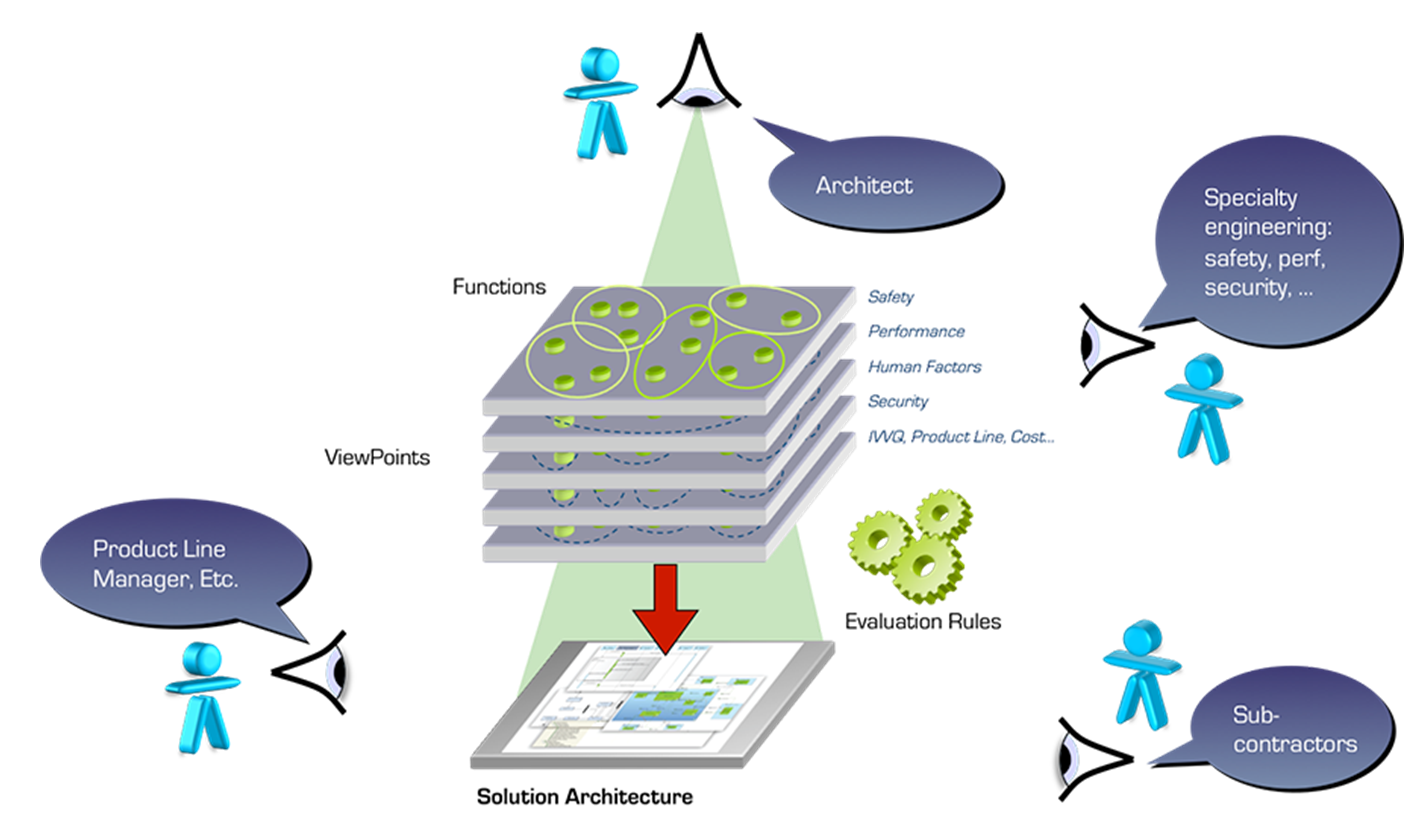 Architect
Specialty
engineering:
safety, perf,
security, ...
Functions
Safety
Performance
Human Factors
Security
IVVQ, Product Line, Cost...
ViewPoints
Product Line
Manager, Etc.
Evaluation Rules
Sub-
contractors
Solution Architecture